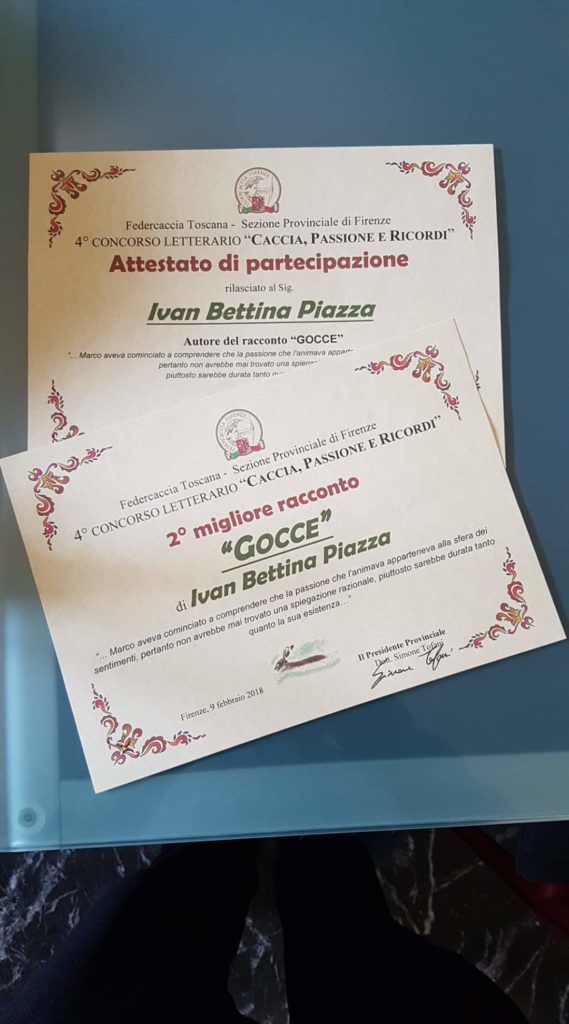 Federcaccia Toscana - Sezione Provinciale di Firenze
4° CONCORSO LETTERARIO “CACCIA, PASSIONE E RICORDI”
Attestato di partecipazione
rilasciato al Sig.
Ivan Bettina Piazza
Autore del racconto “GOCCE”
“... Marco aveva cominciato a comprendere che la passione che l'animava
pertanto non avrebbe mai trovato una
piuttosto sarebbe durata tanto
Federcaccia Toscana - Sezione Provinciale di Firenze
4° CONCORSO LETTERARIO “CACCIA, PASSIONE E RICORDI”
2° migliore racconto
“GOCCE”
di Ivan Bettina Piazza
“... Marco aveva cominciato a comprendere che la passione che l'animava apparteneva alla sfera dei
sentimenti, pertanto non avrebbe mai trovato una spiegazione razionale, piuttosto sarebbe durata tanto
quanto la sua esistenza…”
Il Presidente Provinciale
Dott. Simone Tofani
Firenze, 9 febbraio 2018